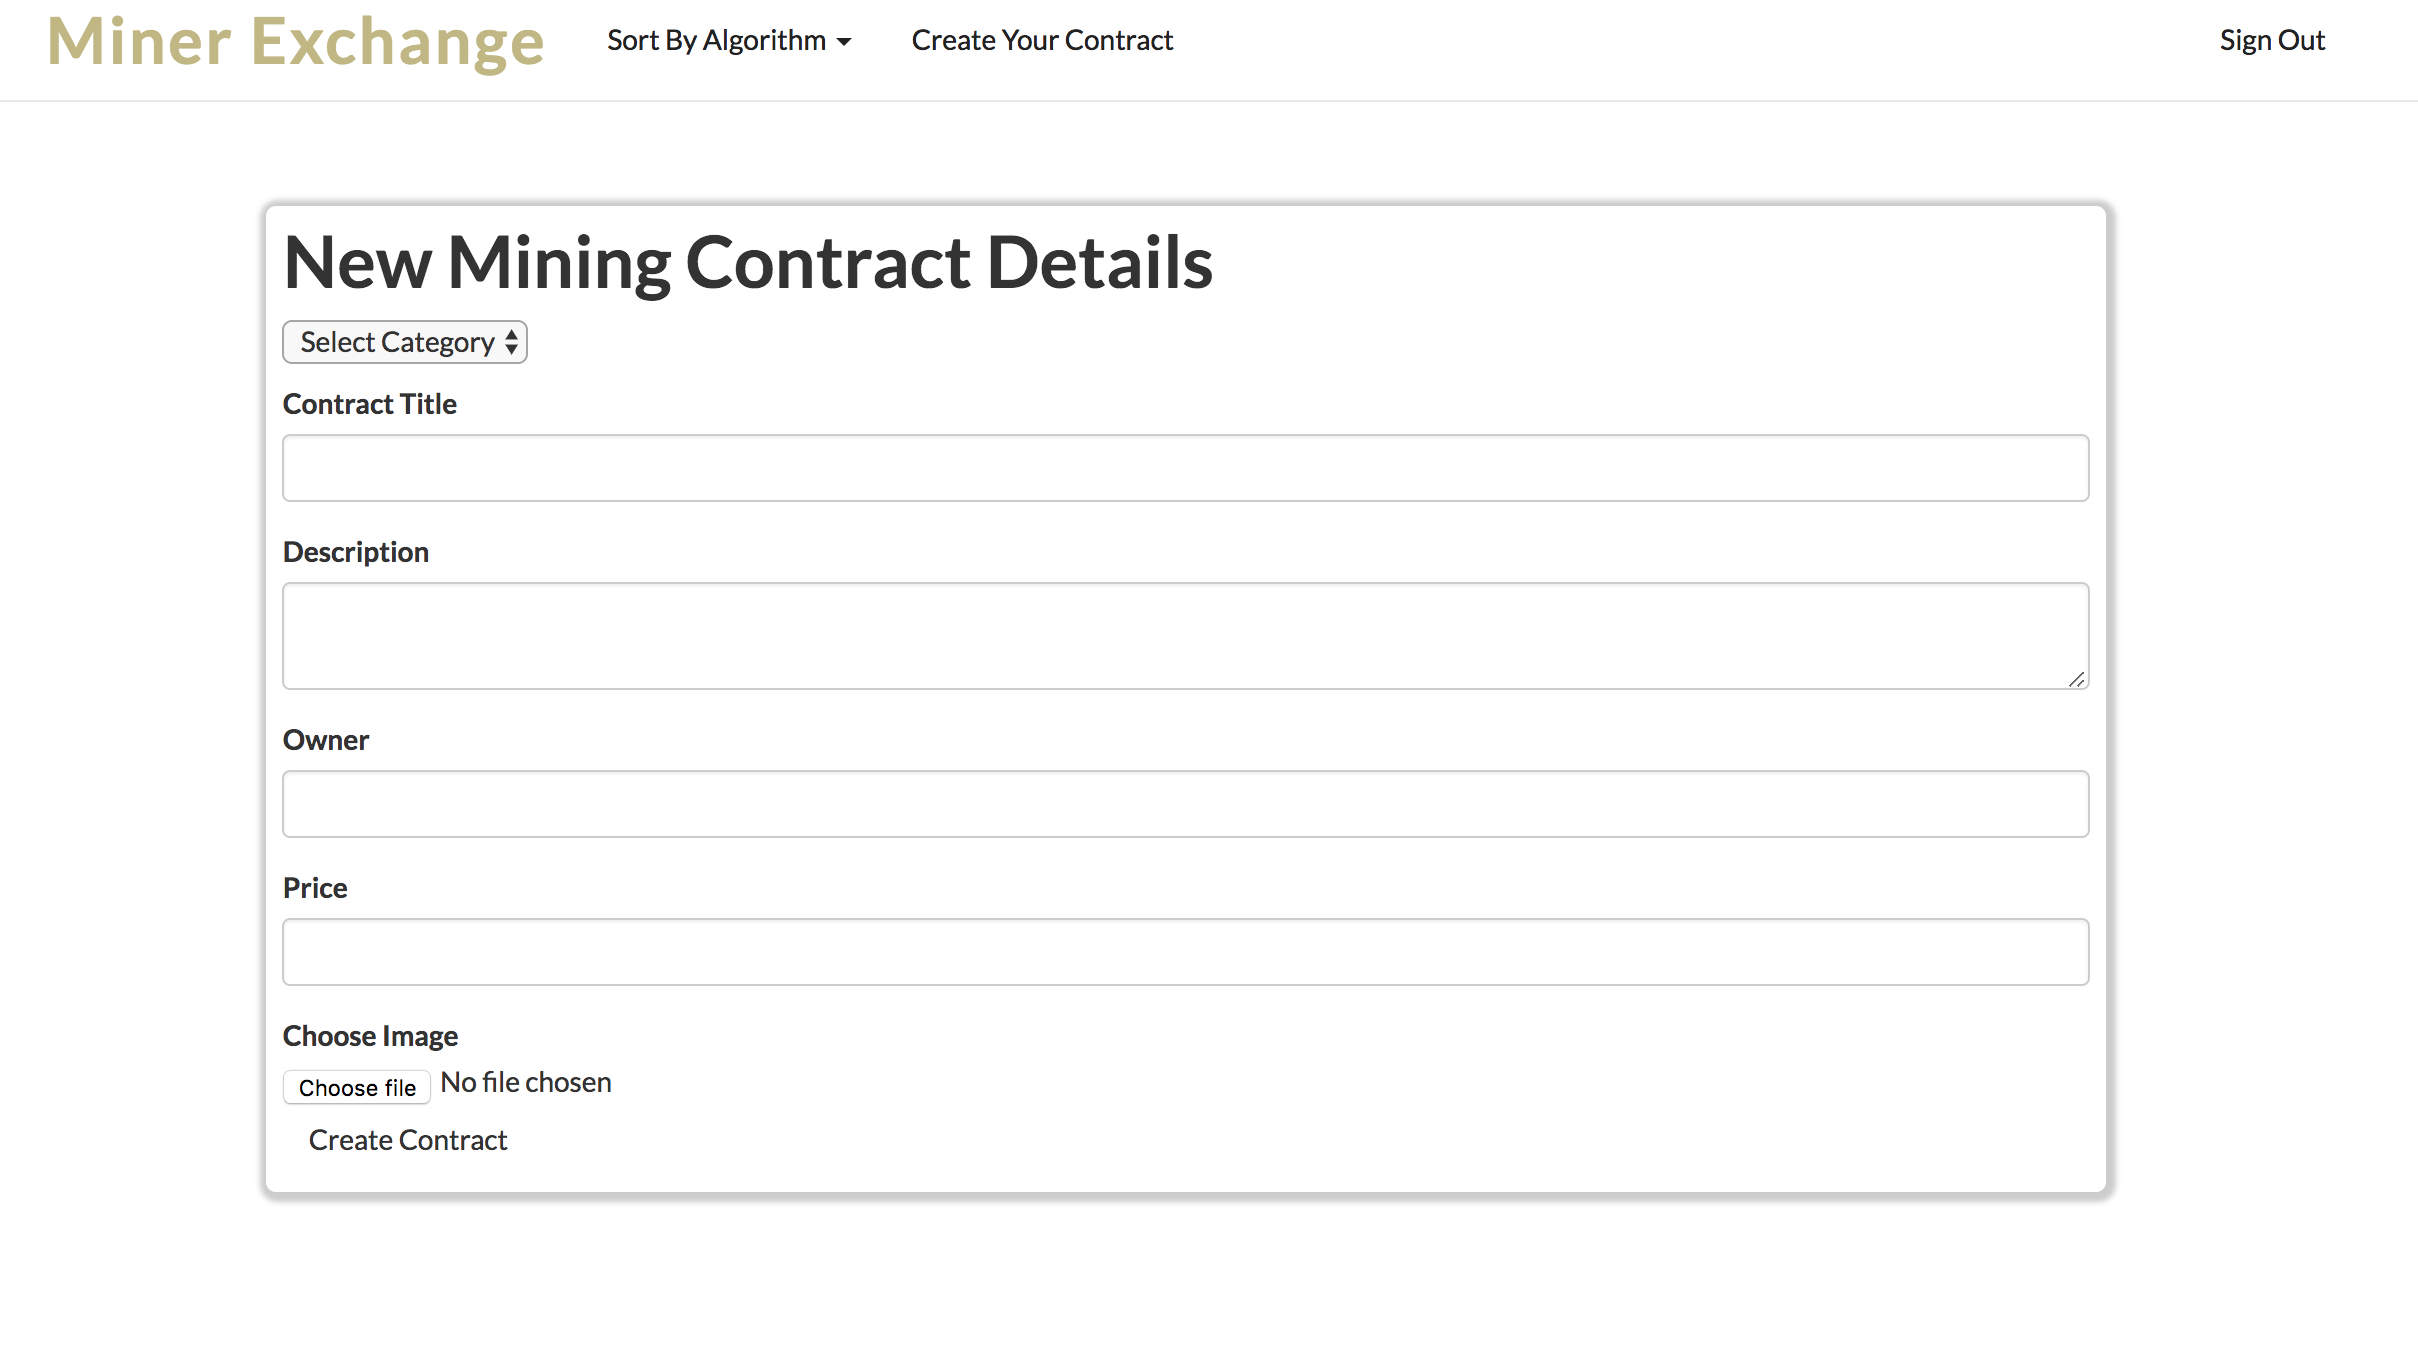 Miner Exchange Sort By Algorithm Create Your Contract Sign Out
New Mining Contract Details
Select Category
Contract Title
Description
Owner
Price
Choose Image
Choose file No file chosen
Create Contract